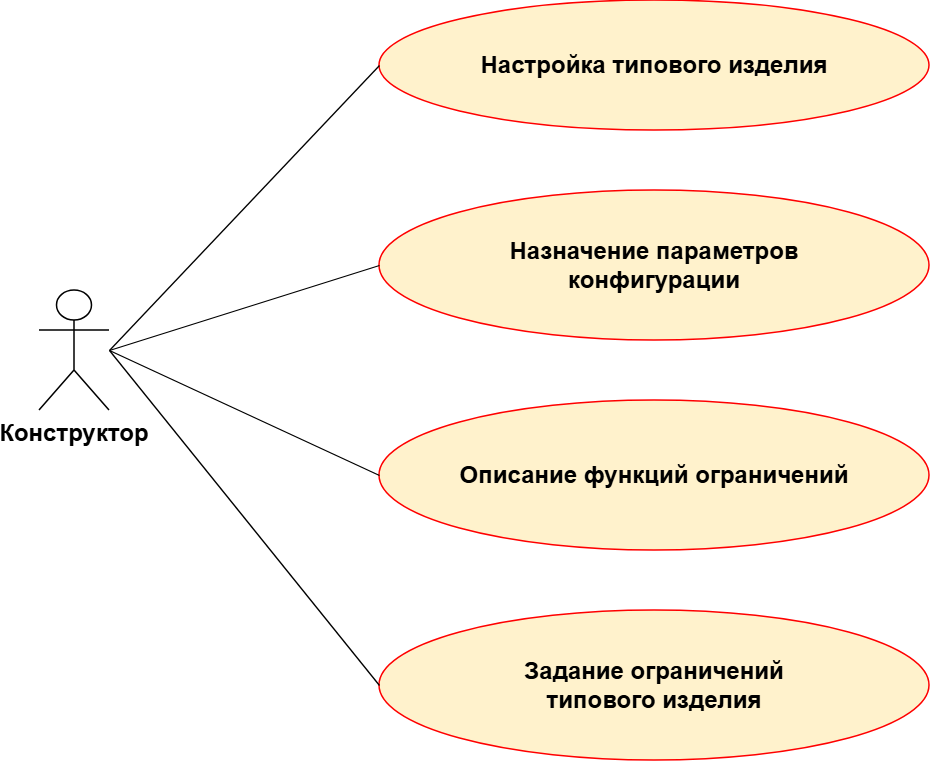 Настройка типового изделия
Назначение параметров
конфигурации
Конструктор
Описание функций ограничений
Задание ограничений
типового изделия